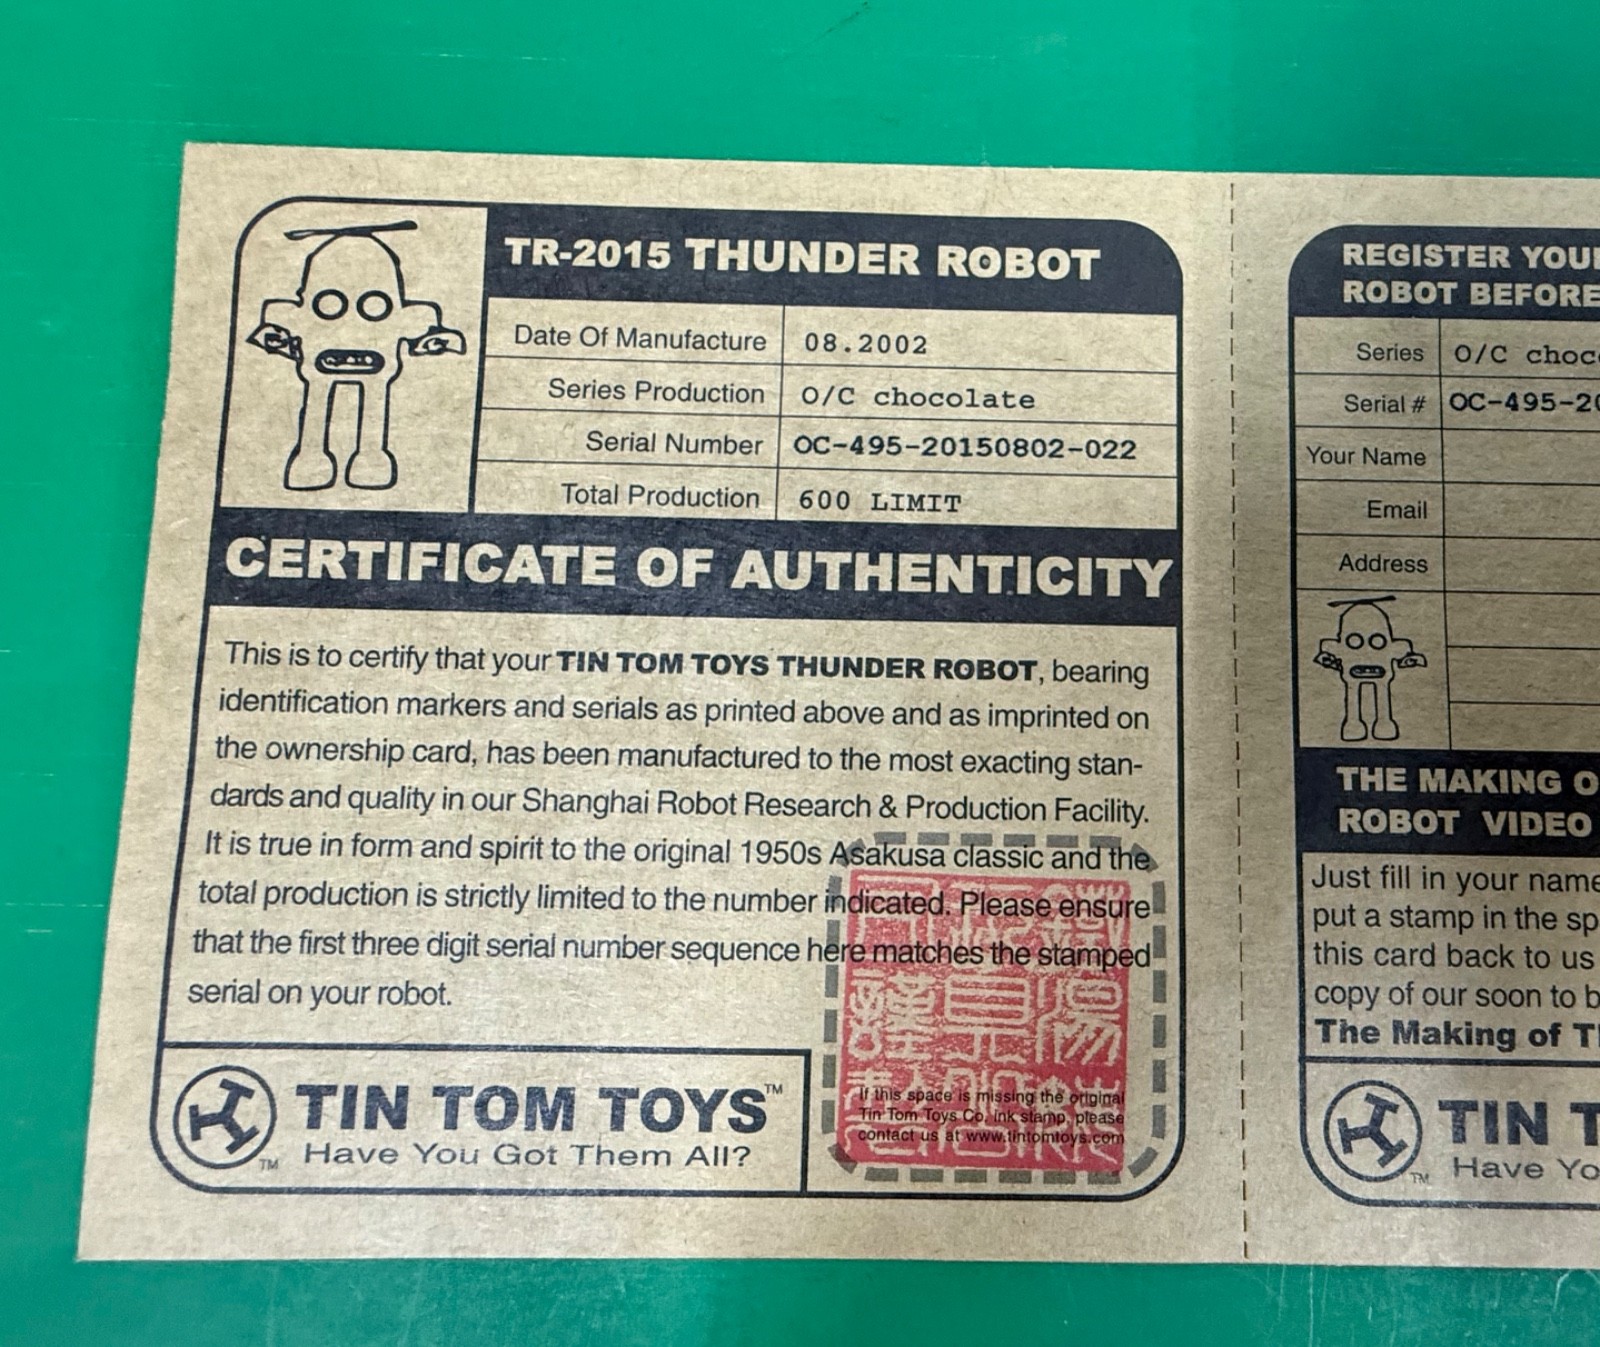 TR-2015 THUNDER ROBOT
Date Of Manufacture 08.2002
Series Production O/C chocolate
Serial Number OC-495-20150802-022
Total Production 600 LIMIT
CERTIFICATE OF AUTHENTICITY
This is to certify that your TIN TOM TOYS THUNDER ROBOT, bearing
identification markers and serials as printed above and as imprinted on
the ownership card, has been manufactured to the most exacting stan-
dards and quality in our Shanghai Robot Research & Production Facility.
It is true in form and spirit to the original 1950s Asakusa classic and the
total production is strictly limited to the number indicated. Please ensure
that the first three digit serial number sequence here matches the stamped
serial on your robot.
If this space is missing the original
Tin Tom Toys Co. ink stamp, please
contact us at www.tintomtoys.com
TIN TOM TOYS™
Have You Got Them All?
TM
REGISTER YOUR
ROBOT BEFORE
Series O/C choc
Serial # OC-495-20
Your Name
Email
Address
THE MAKING O
ROBOT VIDEO
Just fill in your name
put a stamp in the sp
this card back to us
copy of our soon to b
The Making of T
TIN T
Have Yo
TM